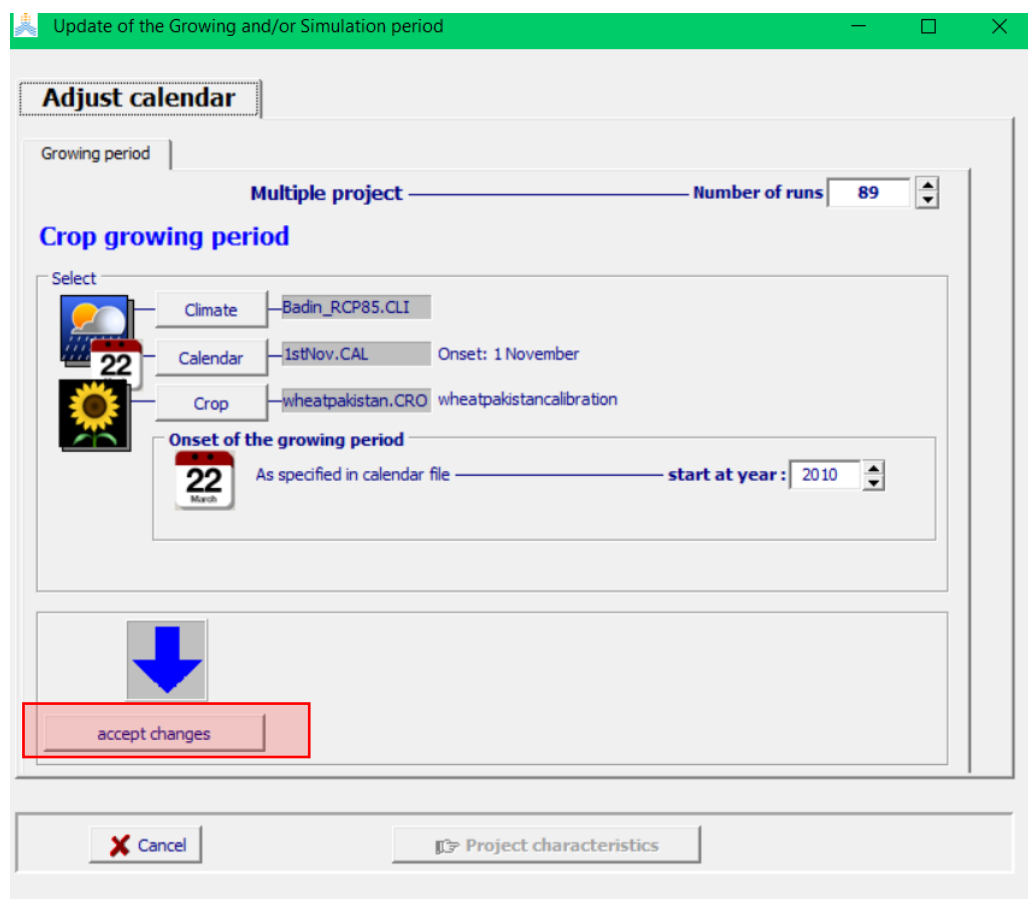 Update of the Growing and/or Simulation period
Adjust calendar
Growing period
Multiple project Number of runs 89
Crop growing period
Select
Climate Badin_RCP85.CLI
22
Calendar 1stNov.CAL Onset: 1 November
Crop wheatpakistan.CRO wheatpakistancalibration
Onset of the growing period
22
March
As specified in calendar file start at year : 2010
accept changes
Cancel Project characteristics